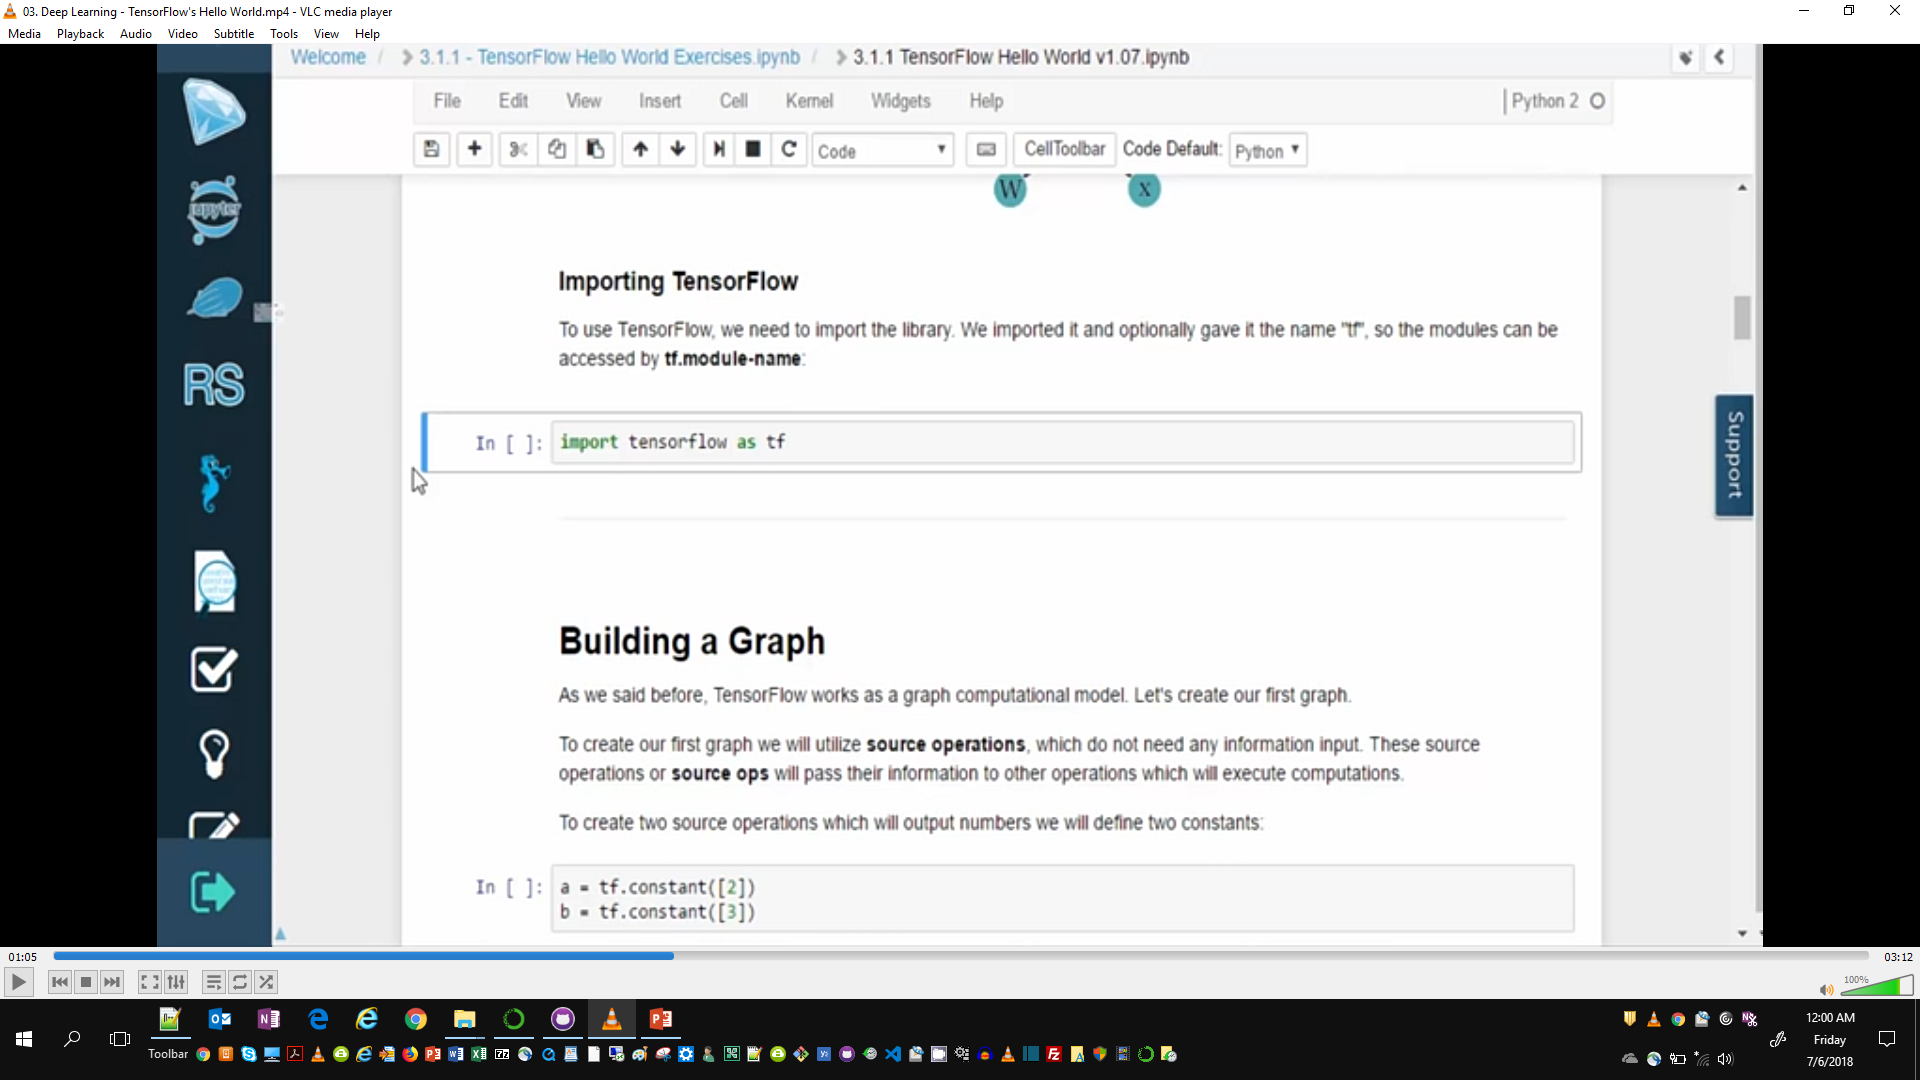 03. Deep Learning - TensorFlow's Hello World.mp4 - VLC media player
Media Playback Audio Video Subtitle Tools View Help
Welcome / 3.1.1 - TensorFlow Hello World Exercises.ipynb / 3.1.1 TensorFlow Hello World v1.07.ipynb
File Edit View Insert Cell Kernel Widgets Help Python 2
Code CellToolbar Code Default: Python
W x
jupyter
RS
Importing TensorFlow
To use TensorFlow, we need to import the library. We imported it and optionally gave it the name "tf", so the modules can be
accessed by tf.module-name:
In [ ]: import tensorflow as tf
Support
Building a Graph
As we said before, TensorFlow works as a graph computational model. Let's create our first graph.
To create our first graph we will utilize source operations, which do not need any information input. These source
operations or source ops will pass their information to other operations which will execute computations.
To create two source operations which will output numbers we will define two constants:
In [ ]: a = tf.constant([2])
b = tf.constant([3])
01:05 03:12
100%
12:00 AM
Friday
7/6/2018
Toolbar